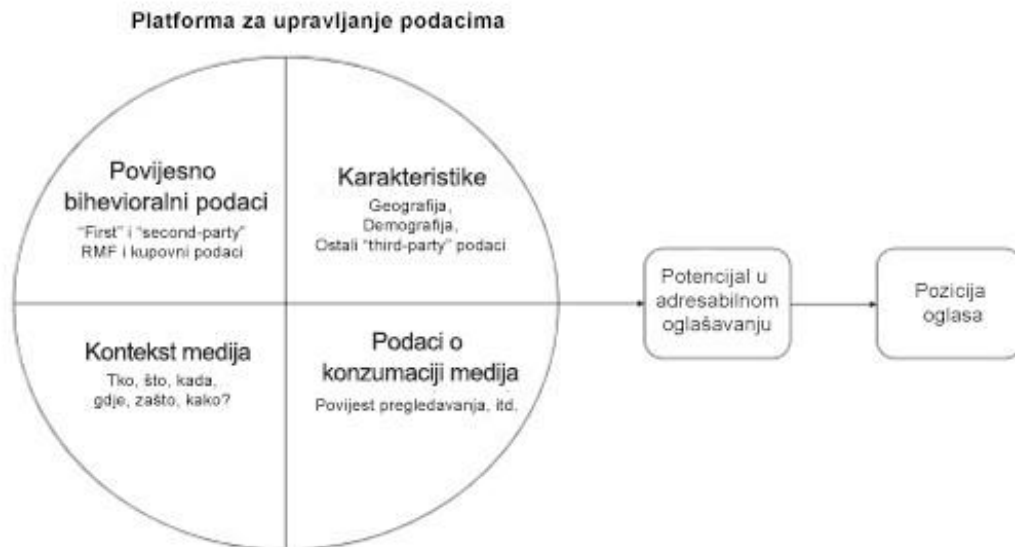 Platforma za upravljanje podacima
Povijesno
bihevioralni podaci
“First” i “second-party”
RMF i kupovni podaci
Karakteristike
Geografija,
Demografija,
Ostali “third-party” podaci
Kontekst medija
Tko, što, kada,
gdje, zašto, kako?
Podaci o
konzumaciji medija
Povijest pregledavanja, itd.
Potencijal u
adresabilnom
oglašavanju
Pozicija
oglasa